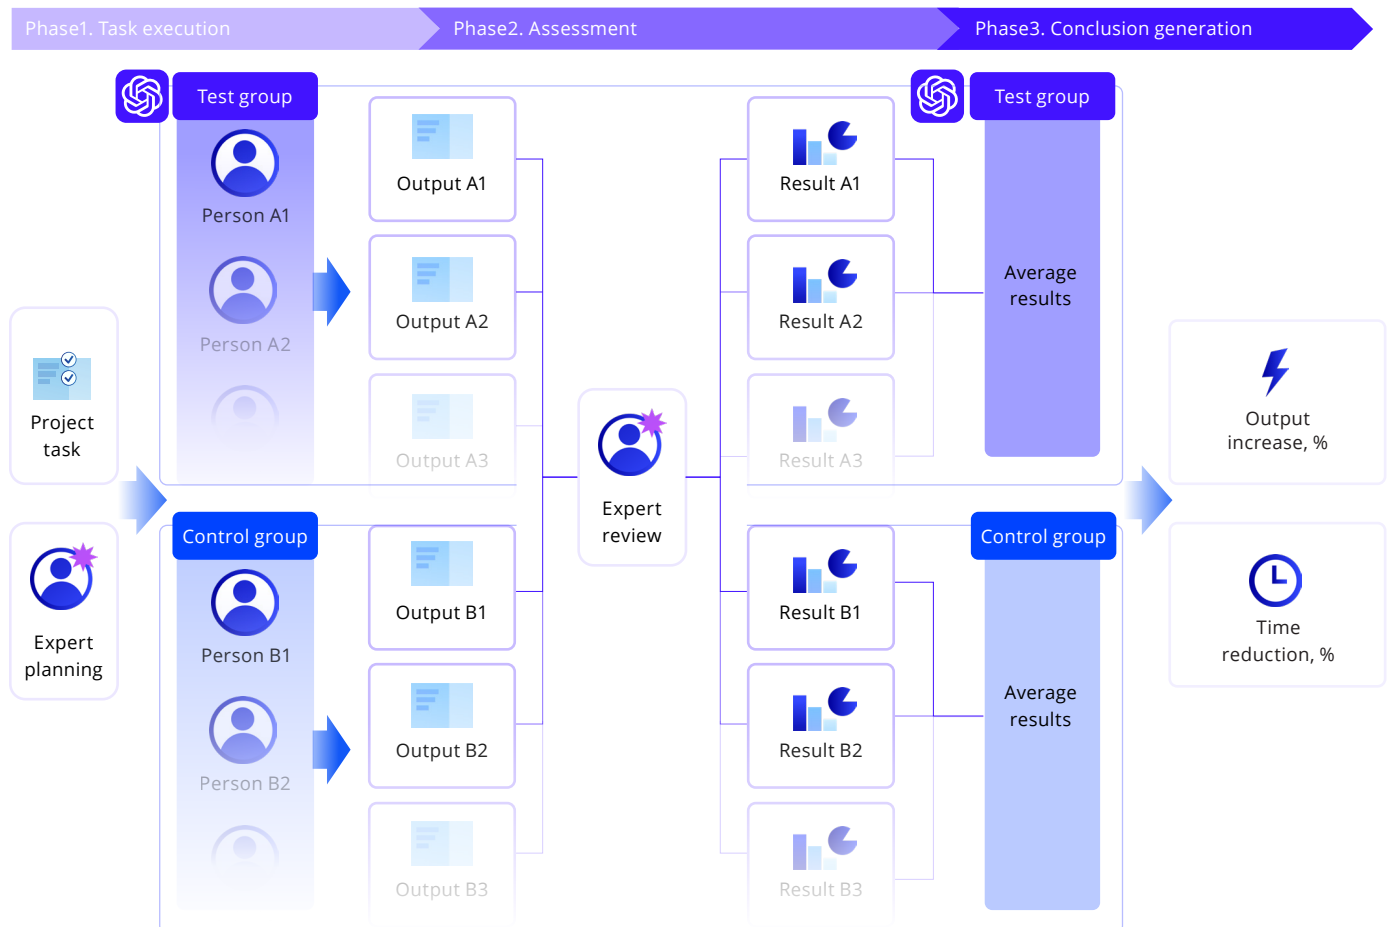 Phase1. Task execution
Phase2. Assessment
Phase3. Conclusion generation
Test group
Person A1
Person A2
Output A1
Output A2
Output A3
Result A1
Result A2
Result A3
Test group
Average
results
Project
task
Expert
planning
Expert
review
Control group
Person B1
Person B2
Output B1
Output B2
Output B3
Result B1
Result B2
Result B3
Control group
Average
results
Output
increase, %
Time
reduction, %